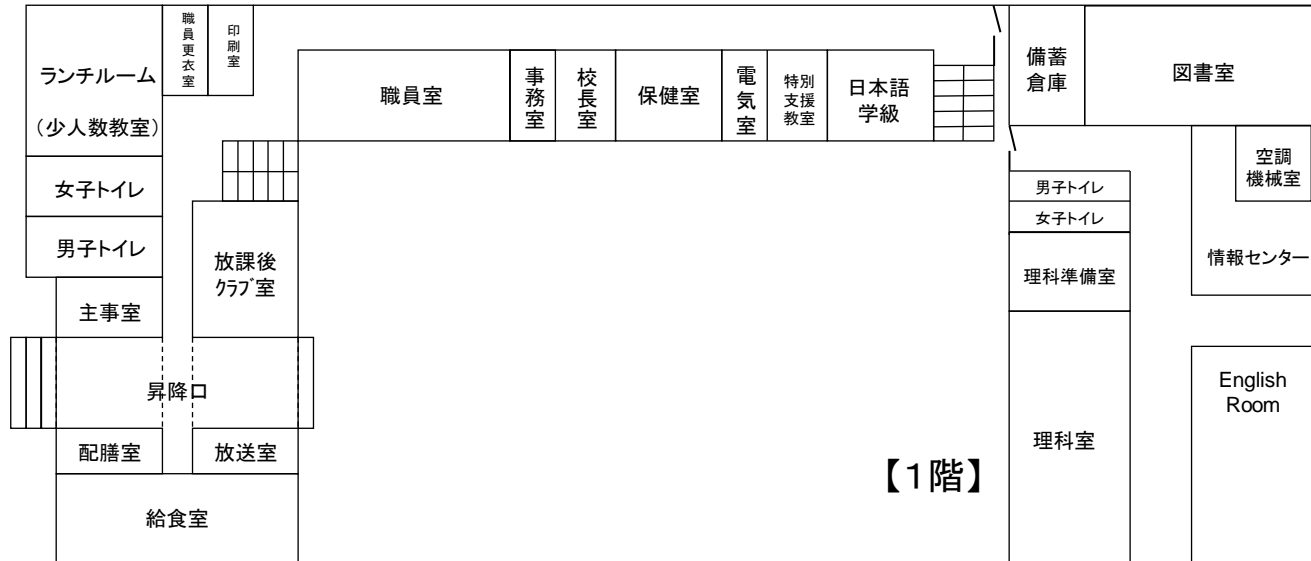 ランチルーム
（少人数教室）
職員更衣室
印刷室
職員室
事務室
校長室
保健室
電気室
特別
支援
教室
日本語
学級
備蓄
倉庫
図書室
空調
機械室
情報センター
女子トイレ
男子トイレ
主事室
放課後
クラブ室
昇降口
配膳室
放送室
給食室
男子トイレ
女子トイレ
理科準備室
理科室
English
Room
【1階】